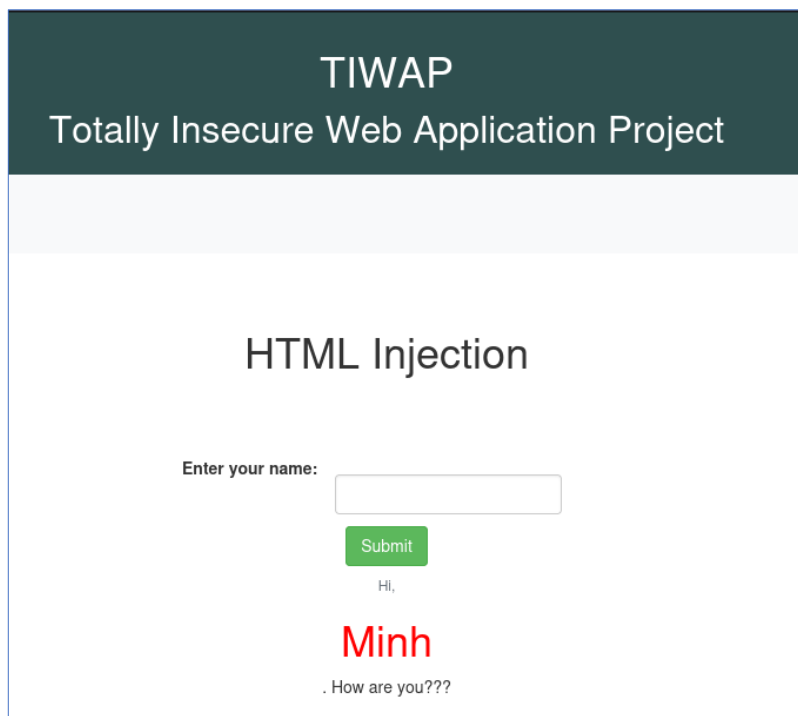 TIWAP
Totally Insecure Web Application Project
HTML Injection
Enter your name:
Submit
Hi,
Minh
. How are you???